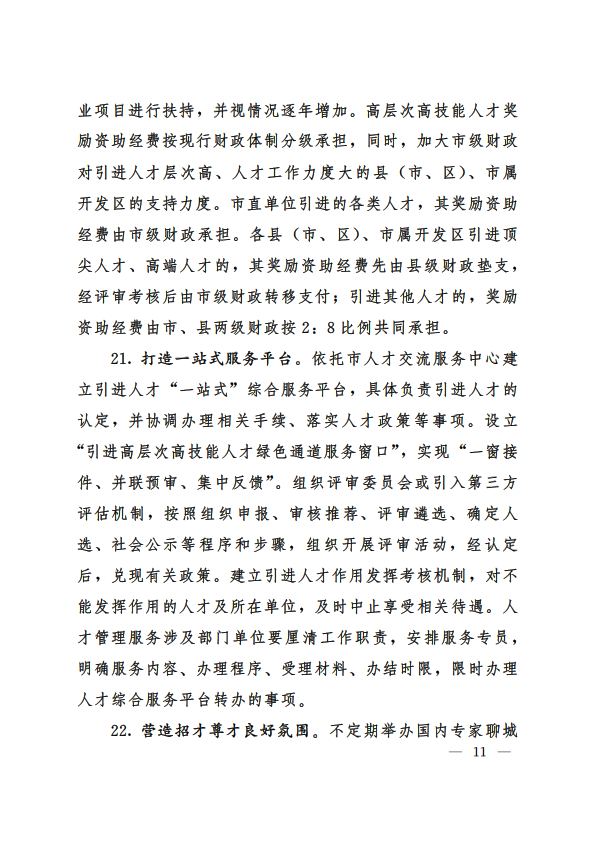 业项目进行扶持，并视情况逐年增加。高层次高技能人才奖
励资助经费按现行财政体制分级承担，同时，加大市级财政
对引进人才层次高、人才工作力度大的县（市、区）、市属
开发区的支持力度。市直单位引进的各类人才，其奖励资助
经费由市级财政承担。各县（市、区）、市属开发区引进顶
尖人才、高端人才的，其奖励资助经费先由县级财政垫支，
经评审考核后由市级财政转移支付；引进其他人才的，奖励
资助经费由市、县两级财政按 2：8 比例共同承担。
21. 打造一站式服务平台。依托市人才交流服务中心建
立引进人才“一站式”综合服务平台，具体负责引进人才的
认定，并协调办理相关手续、落实人才政策等事项。设立
“引进高层次高技能人才绿色通道服务窗口”，实现“一窗接
件、并联预审、集中反馈”。组织评审委员会或引入第三方
评估机制，按照组织申报、审核推荐、评审遴选、确定人
选、社会公示等程序和步骤，组织开展评审活动，经认定
后，兑现有关政策。建立引进人才作用发挥考核机制，对不
能发挥作用的人才及所在单位，及时中止享受相关待遇。人
才管理服务涉及部门单位要厘清工作职责，安排服务专员，
明确服务内容、办理程序、受理材料、办结时限，限时办理
人才综合服务平台转办的事项。
22. 营造招才尊才良好氛围。不定期举办国内专家聊城
— 11 —